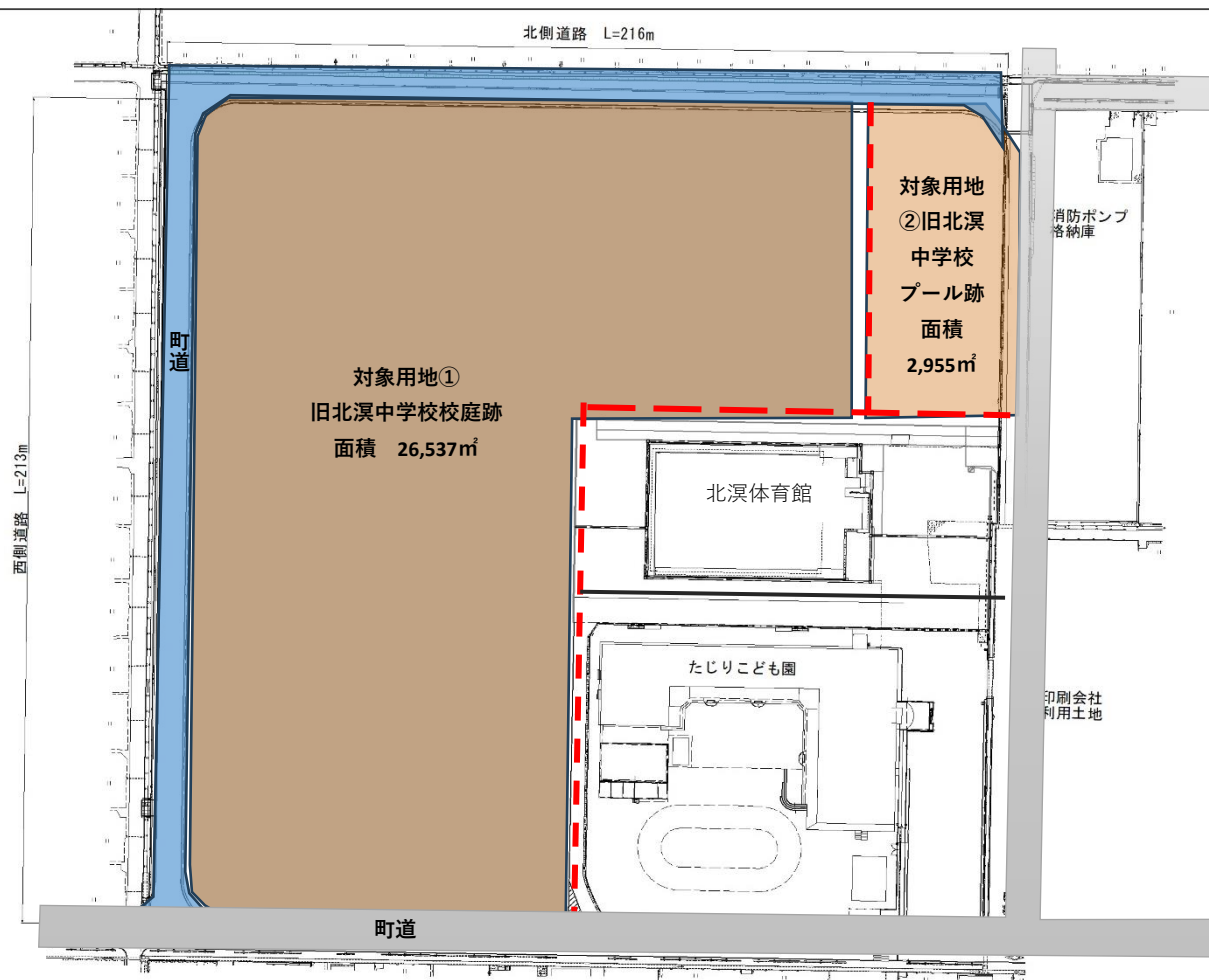 北側道路 L=216m
対象用地
②旧北溟
中学校
プール跡
面積
2,955㎡
消防ポンプ
格納庫
町道
対象用地①
旧北溟中学校校庭跡
面積 26,537㎡
西側道路 L=213m
北溟体育館
たじりこども園
印刷会社
利用土地
町道